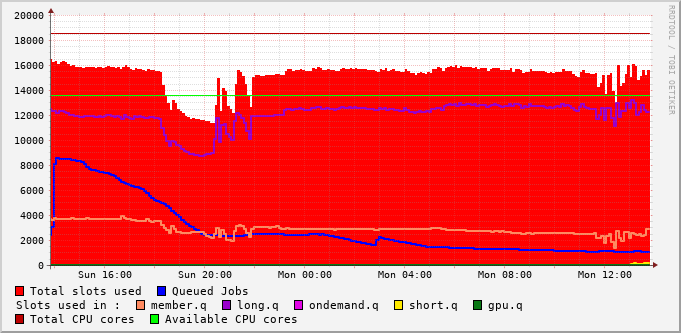 20000
18000
16000
14000
12000
10000
8000
6000
4000
2000
0
Sun 16:00 Sun 20:00 Mon 00:00 Mon 04:00 Mon 08:00 Mon 12:00
RRDTOOL / TOBI OETIKER
Total slots used Queued Jobs
Slots used in : member.q long.q ondemand.q short.q gpu.q
Total CPU cores Available CPU cores